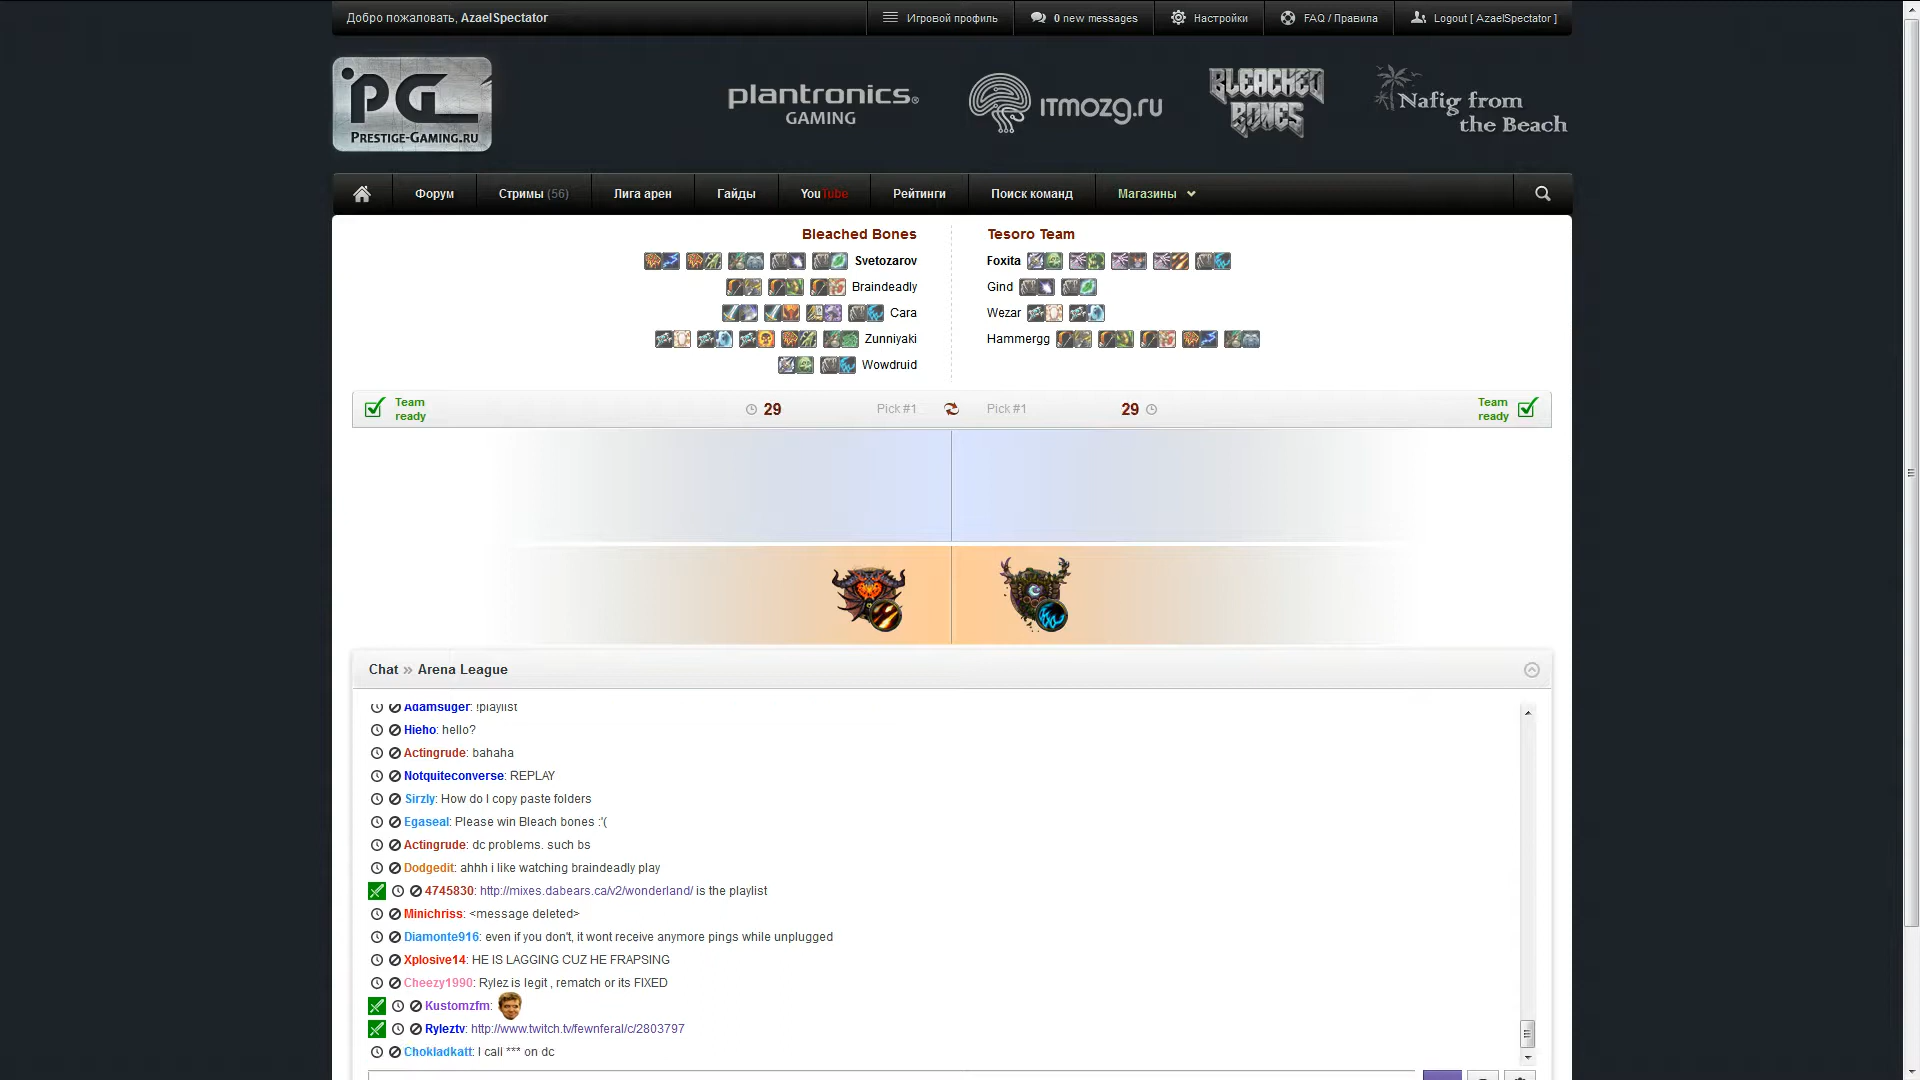 Добро пожаловать, AzaelSpectator
Игровой профиль
0 new messages
Настройки
FAQ / Правила
Logout [ AzaelSpectator ]
PG
PRESTIGE-GAMING.RU
plantronics®
GAMING
ITMOZG.RU
BLEACHED
BONES
Nafig from
the Beach
Форум
Стримы (56)
Лига арен
Гайды
YouTube
Рейтинги
Поиск команд
Магазины
Bleached Bones
Tesoro Team
Svetozarov
Foxita
Braindeadly
Gind
Cara
Wezar
Zunniyaki
Hammergg
Wowdruid
Team
ready
29
Pick #1
Pick #1
29
Team
ready
Chat » Arena League
Adamsuger: !playlist
Hieho: hello?
Actingrude: bahaha
Notquiteconverse: REPLAY
Sirzly: How do I copy paste folders
Egaseal: Please win Bleach bones :'(
Actingrude: dc problems. such bs
Dodgedit: ahhh i like watching braindeadly play
4745830: http://mixes.dabears.ca/v2/wonderland/ is the playlist
Minichriss: <message deleted>
Diamonte916: even if you don't, it wont receive anymore pings while unplugged
Xplosive14: HE IS LAGGING CUZ HE FRAPSING
Cheezy1990: Rylez is legit , rematch or its FIXED
Kustomzfm:
Ryleztv: http://www.twitch.tv/fewnferal/c/2803797
Chokladkatt: I call *** on dc